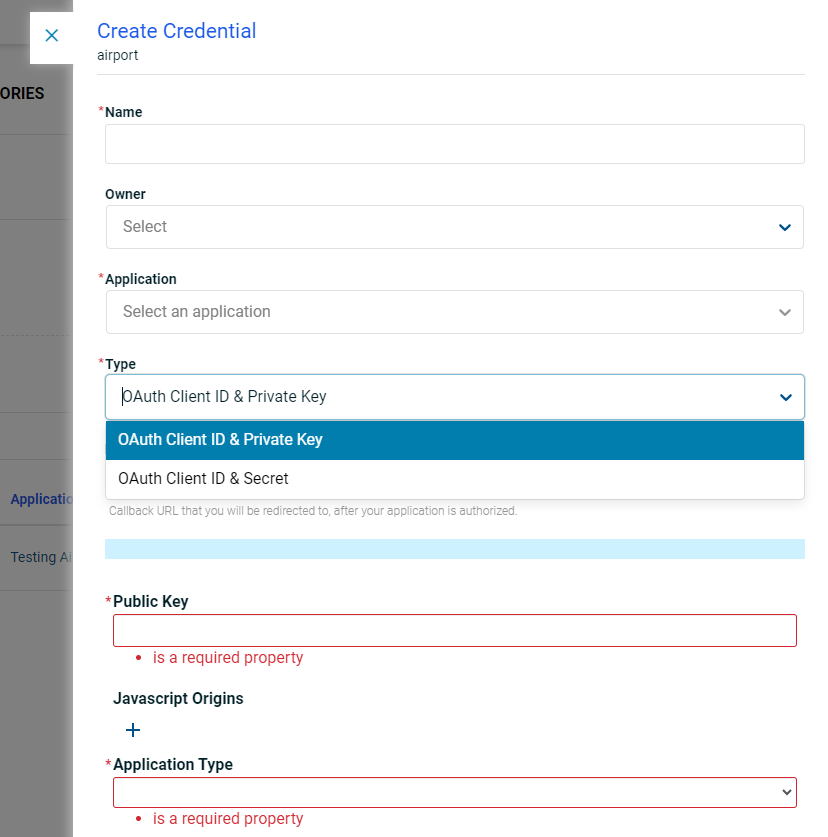 Create Credential
airport
ORIES
*Name
Owner
Select
*Application
Select an application
*Type
OAuth Client ID & Private Key
OAuth Client ID & Private Key
OAuth Client ID & Secret
Applicatio
Callback URL that you will be redirected to, after your application is authorized.
Testing Ai
*Public Key
• is a required property
Javascript Origins
+
*Application Type
• is a required property